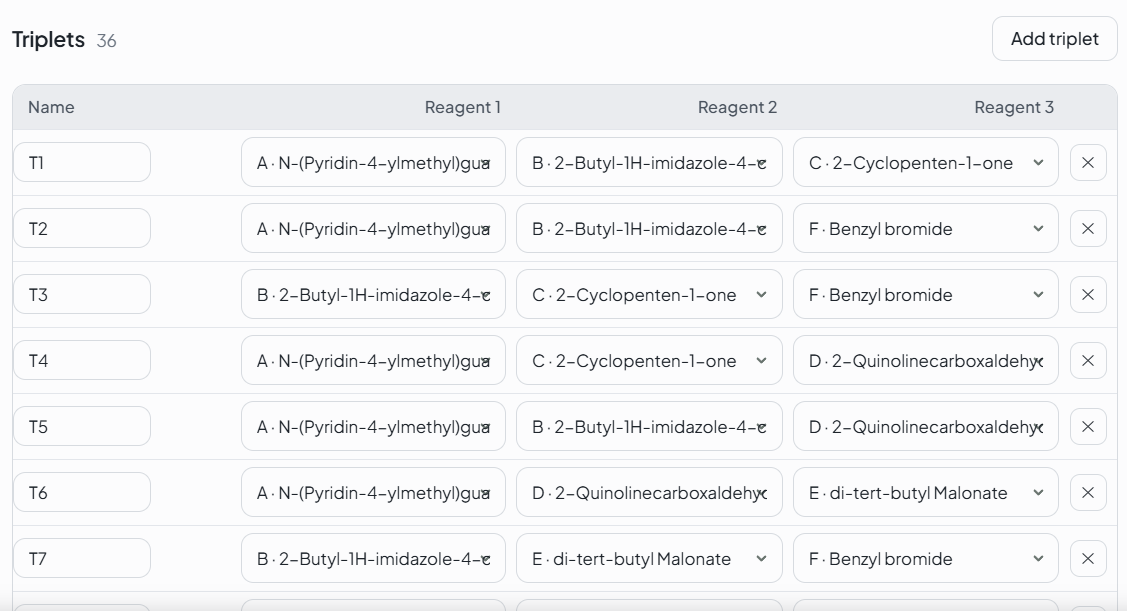 Triplets 36 Add triplet
Name Reagent 1 Reagent 2 Reagent 3
T1 A · N-(Pyridin-4-ylmethyl)gua B · 2-Butyl-1H-imidazole-4-c C · 2-Cyclopenten-1-one
T2 A · N-(Pyridin-4-ylmethyl)gua B · 2-Butyl-1H-imidazole-4-c F · Benzyl bromide
T3 B · 2-Butyl-1H-imidazole-4-c C · 2-Cyclopenten-1-one F · Benzyl bromide
T4 A · N-(Pyridin-4-ylmethyl)gua C · 2-Cyclopenten-1-one D · 2-Quinolinecarboxaldehy
T5 A · N-(Pyridin-4-ylmethyl)gua B · 2-Butyl-1H-imidazole-4-c D · 2-Quinolinecarboxaldehy
T6 A · N-(Pyridin-4-ylmethyl)gua D · 2-Quinolinecarboxaldehy E · di-tert-butyl Malonate
T7 B · 2-Butyl-1H-imidazole-4-c E · di-tert-butyl Malonate F · Benzyl bromide